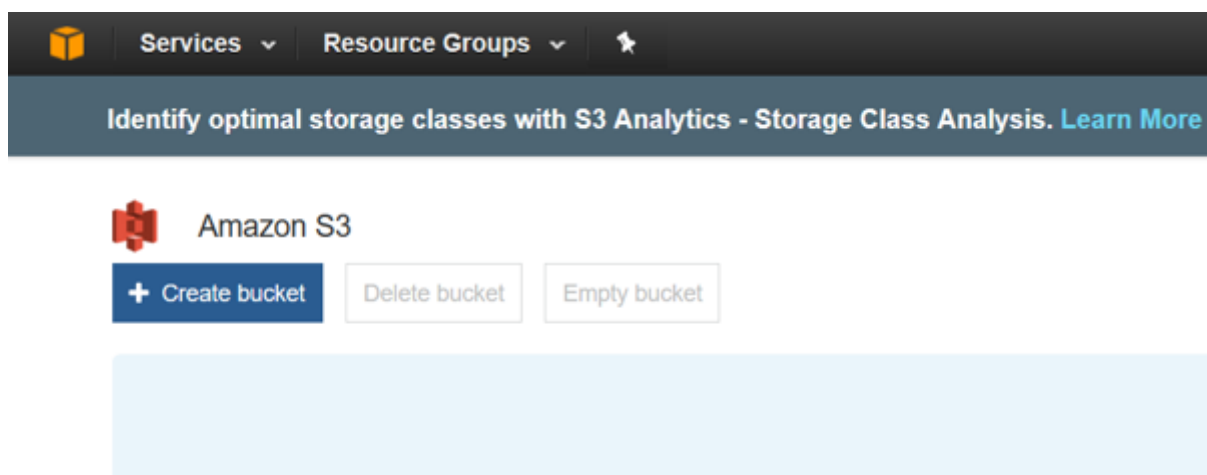 Services Resource Groups
Identify optimal storage classes with S3 Analytics - Storage Class Analysis. Learn More
Amazon S3
+ Create bucket Delete bucket Empty bucket